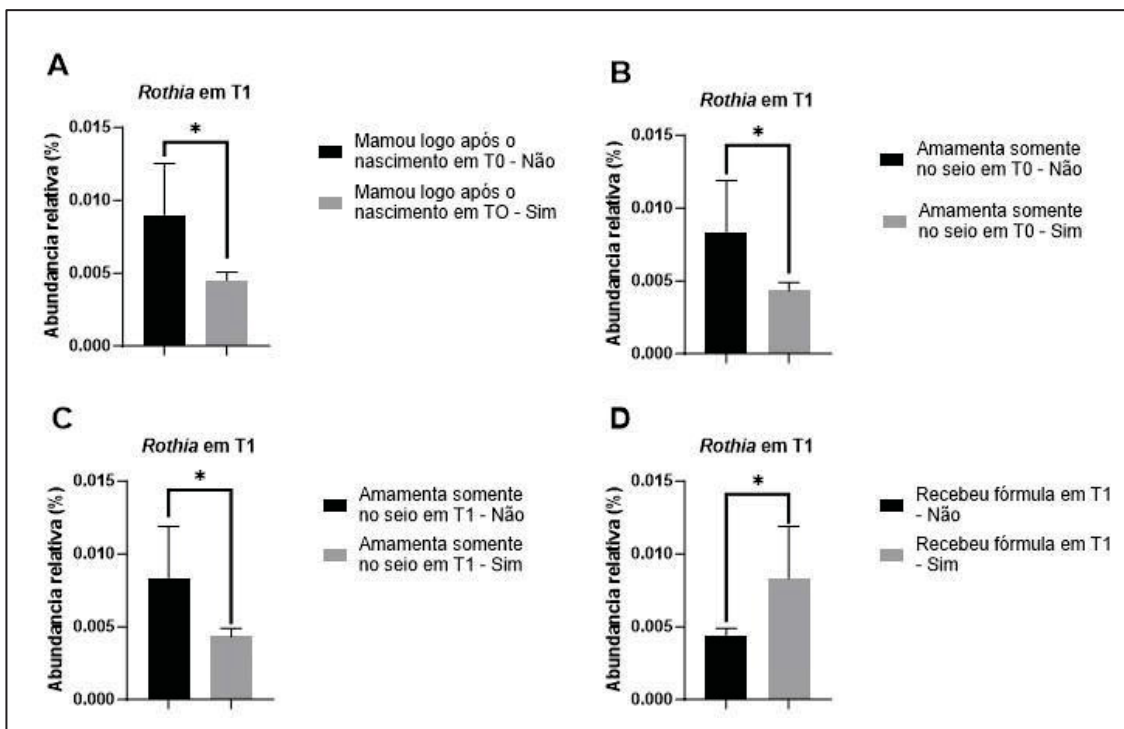 A
Rothia em T1
*
Abundancia relativa (%)
0.015
0.010
0.005
0.000
Mamou logo após o
nascimento em T0 - Não
Mamou logo após o
nascimento em TO - Sim
B
Rothia em T1
*
Abundancia relativa (%)
0.015
0.010
0.005
0.000
Amamenta somente
no seio em T0 - Não
Amamenta somente
no seio em T0 - Sim
C
Rothia em T1
*
Abundancia relativa (%)
0.015
0.010
0.005
0.000
Amamenta somente
no seio em T1 - Não
Amamenta somente
no seio em T1 - Sim
D
Rothia em T1
*
Abundancia relativa (%)
0.015
0.010
0.005
0.000
Recebeu fórmula em T1
- Não
Recebeu fórmula em T1
- Sim